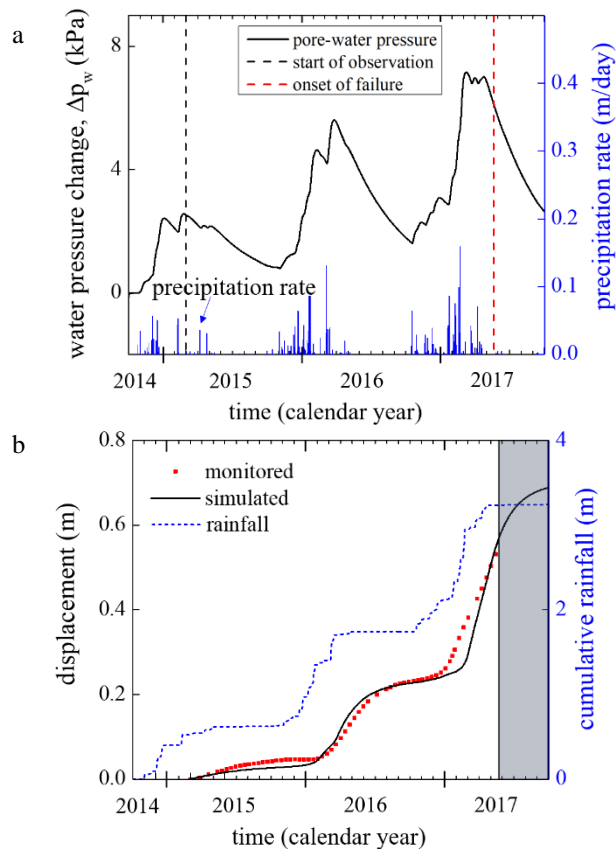 a
water pressure change, Δp_w (kPa)
8
4
0
pore-water pressure
start of observation
onset of failure
precipitation rate
0.4
0.3
0.2
0.1
0.0
precipitation rate (m/day)
2014 2015 2016 2017
time (calendar year)
b
displacement (m)
0.8
0.6
0.4
0.2
0.0
monitored
simulated
rainfall
4
2
0
cumulative rainfall (m)
2014 2015 2016 2017
time (calendar year)